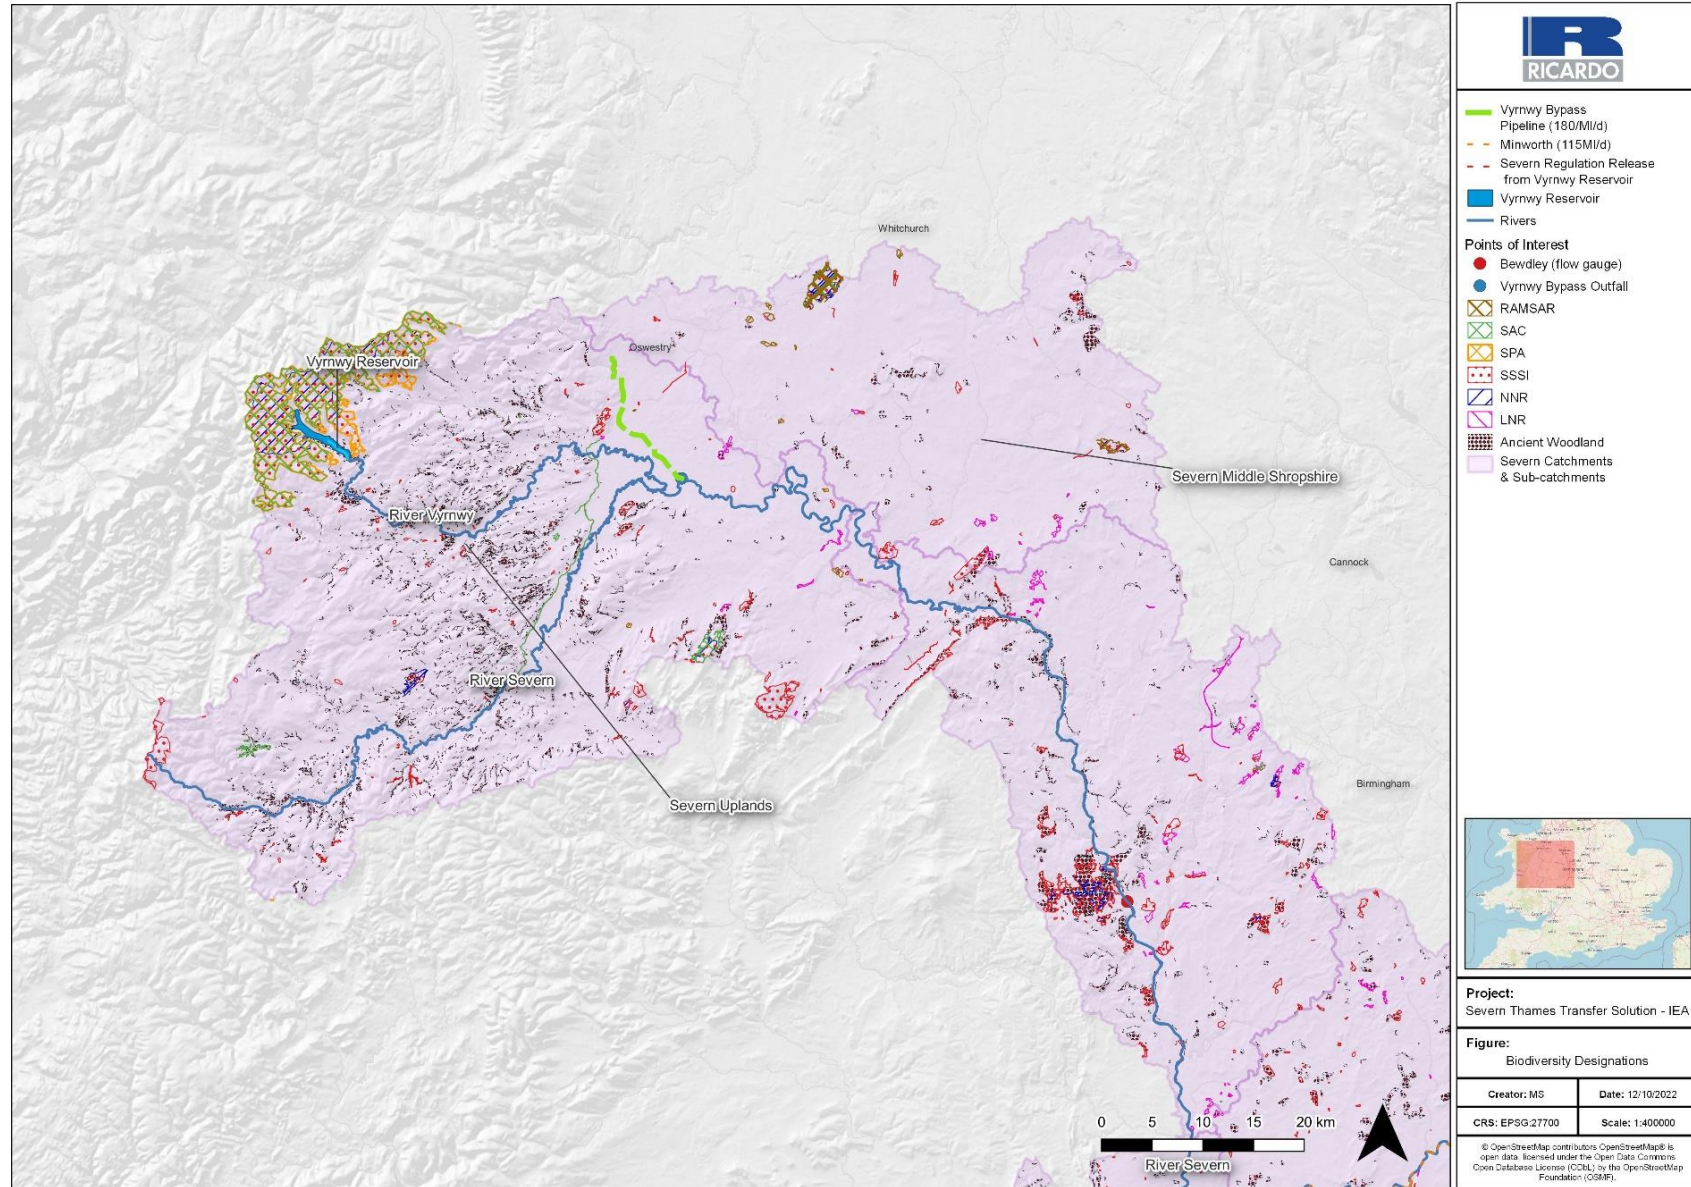 Whitchurch
Oswestry
Vyrnwy Reservoir
Severn Middle Shropshire
River Vyrnwy
Cannock
River Severn
Birmingham
Severn Uplands
0 5 10 15 20 km
River Severn
R
RICARDO
Vyrnwy Bypass
Pipeline (180/Ml/d)
Minworth (115Ml/d)
Severn Regulation Release
from Vyrnwy Reservoir
Vyrnwy Reservoir
Rivers
Points of Interest
Bewdley (flow gauge)
Vyrnwy Bypass Outfall
RAMSAR
SAC
SPA
SSSI
NNR
LNR
Ancient Woodland
Severn Catchments
& Sub-catchments
Project:
Severn Thames Transfer Solution - IEA
Figure:
Biodiversity Designations
Creator: MS
Date: 12/10/2022
CRS: EPSG:27700
Scale: 1:400000
© OpenStreetMap contributors OpenStreetMap® is
open data, licensed under the Open Data Commons
Open Database License (ODbL) by the OpenStreetMap
Foundation (OSMF).